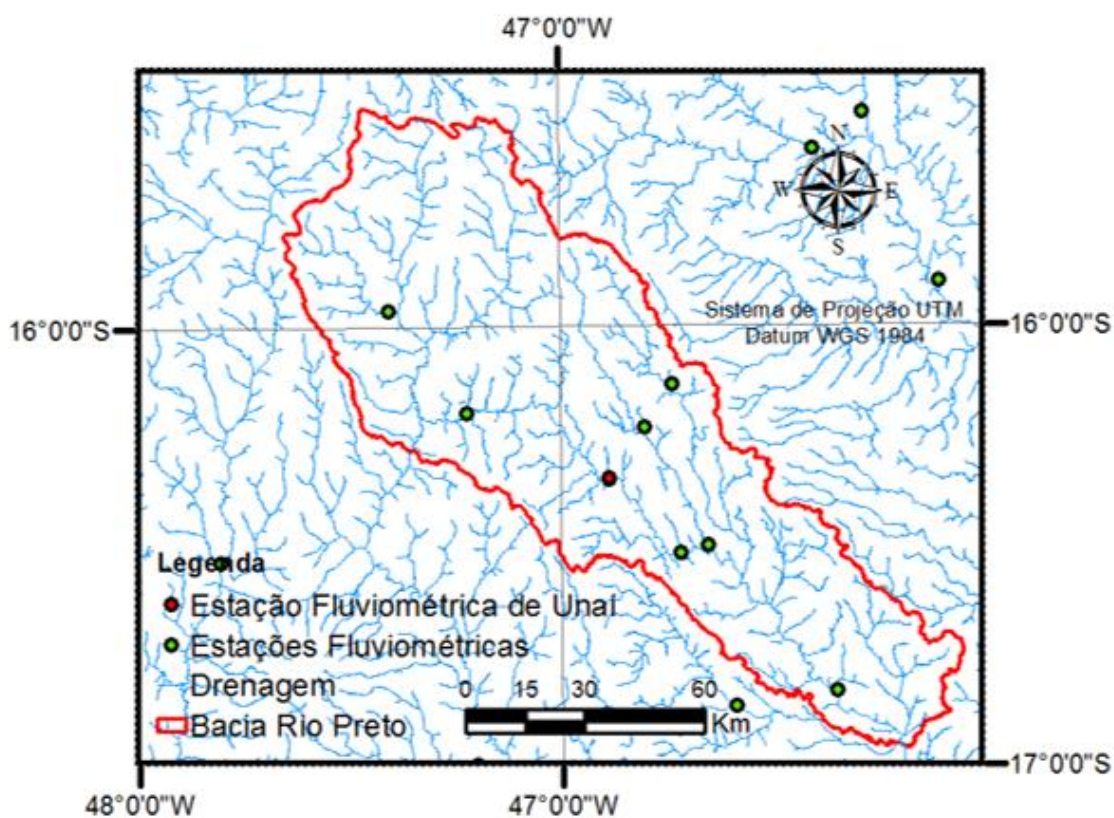 47°0'0"W
N
W E
S
16°0'0"S 16°0'0"S
Sistema de Projeção UTM
Datum WGS 1984
Legenda
Estação Fluviométrica de Unaí
Estações Fluviométricas
Drenagem
Bacia Rio Preto
0 15 30 60
Km
17°0'0"S
48°0'0"W 47°0'0"W